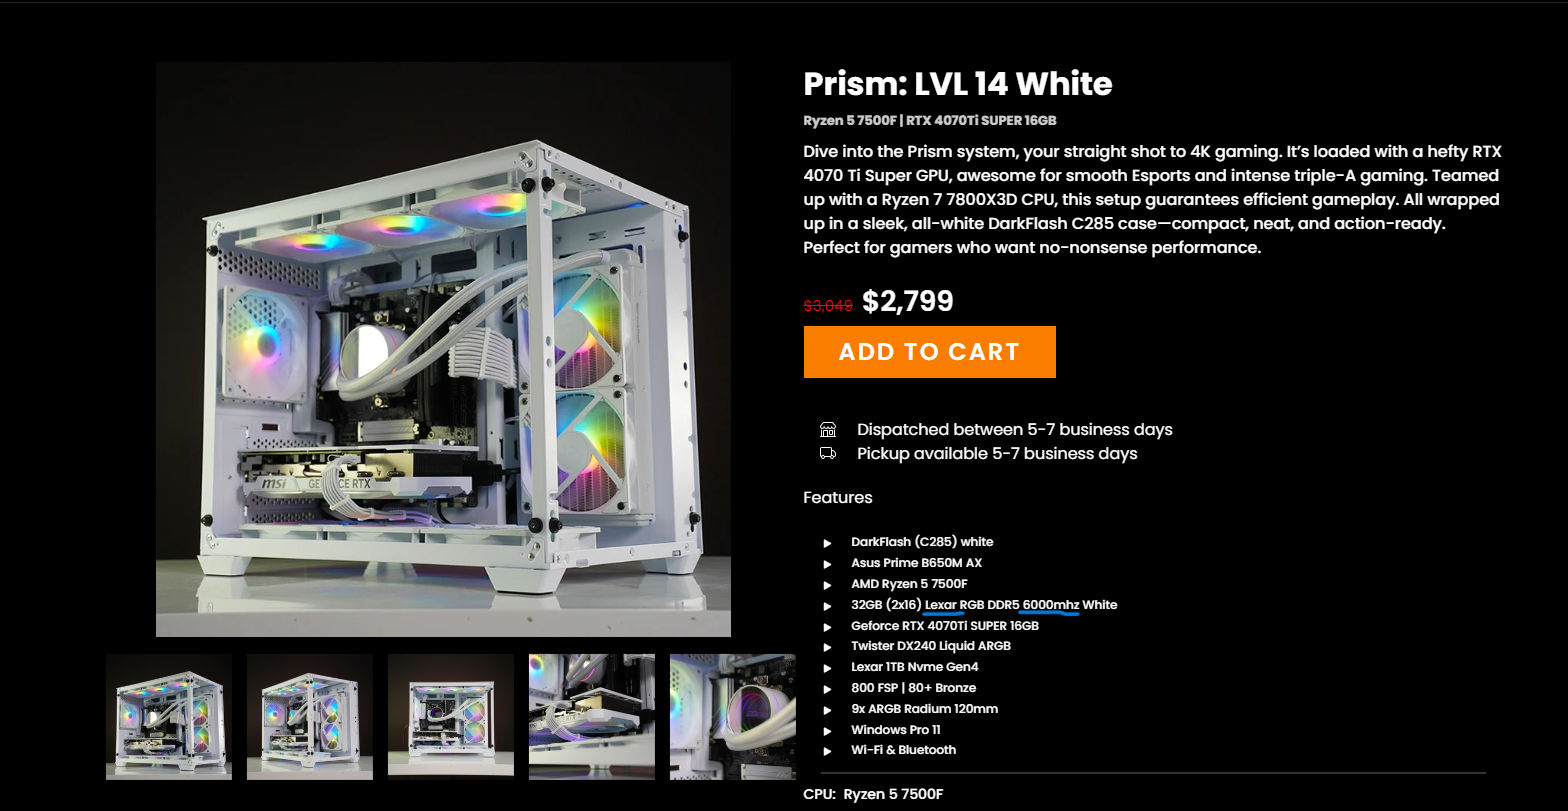 Prism: LVL 14 White
Ryzen 5 7500F | RTX 4070Ti SUPER 16GB
Dive into the Prism system, your straight shot to 4K gaming. It's loaded with a hefty RTX
4070 Ti Super GPU, awesome for smooth Esports and intense triple-A gaming. Teamed
up with a Ryzen 7 7800X3D CPU, this setup guarantees efficient gameplay. All wrapped
up in a sleek, all-white DarkFlash C285 case—compact, neat, and action-ready.
Perfect for gamers who want no-nonsense performance.
$3,049 $2,799
ADD TO CART
Dispatched between 5-7 business days
Pickup available 5-7 business days
Features
DarkFlash (C285) white
Asus Prime B650M AX
AMD Ryzen 5 7500F
32GB (2x16) Lexar RGB DDR5 6000mhz White
Geforce RTX 4070Ti SUPER 16GB
Twister DX240 Liquid ARGB
Lexar 1TB Nvme Gen4
800 FSP | 80+ Bronze
9x ARGB Radium 120mm
Windows Pro 11
Wi-Fi & Bluetooth
CPU: Ryzen 5 7500F
msi GEFORCE RTX